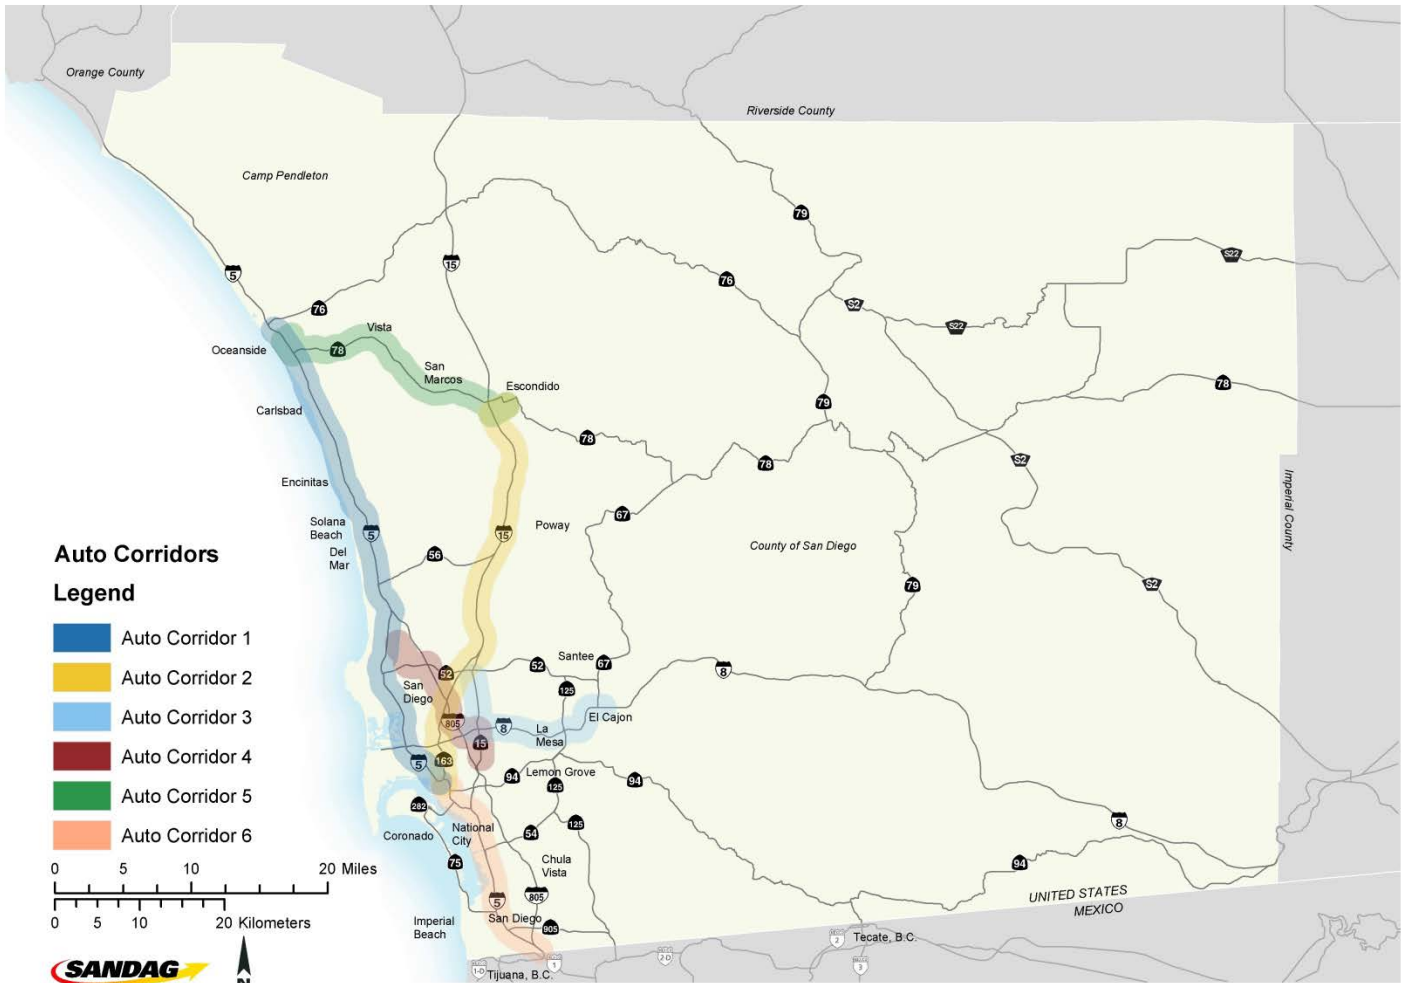 Orange County
Riverside County
Camp Pendleton
79
S22
5
15
76
76
S2
S22
Vista
Oceanside
78
San
Marcos
Escondido
78
Carlsbad
79
78
78
S2
Encinitas
Imperial County
67
Solana
Beach
5
15
Poway
Del
Mar
56
County of San Diego
79
S2
Auto Corridors
Legend
Auto Corridor 1
Auto Corridor 2
Auto Corridor 3
Auto Corridor 4
Auto Corridor 5
Auto Corridor 6
52
52
Santee
67
8
San
Diego
125
805
8
La
Mesa
El Cajon
15
5
163
94
Lemon Grove
125
94
282
Coronado
National
City
54
125
8
75
Chula
Vista
94
5
805
UNITED STATES
MEXICO
Imperial
Beach
San Diego
905
0 5 10 20 Miles
0 5 10 20 Kilometers
SANDAG
N
1-D
Tijuana, B.C.
1
2-D
2
Tecate, B.C.
3